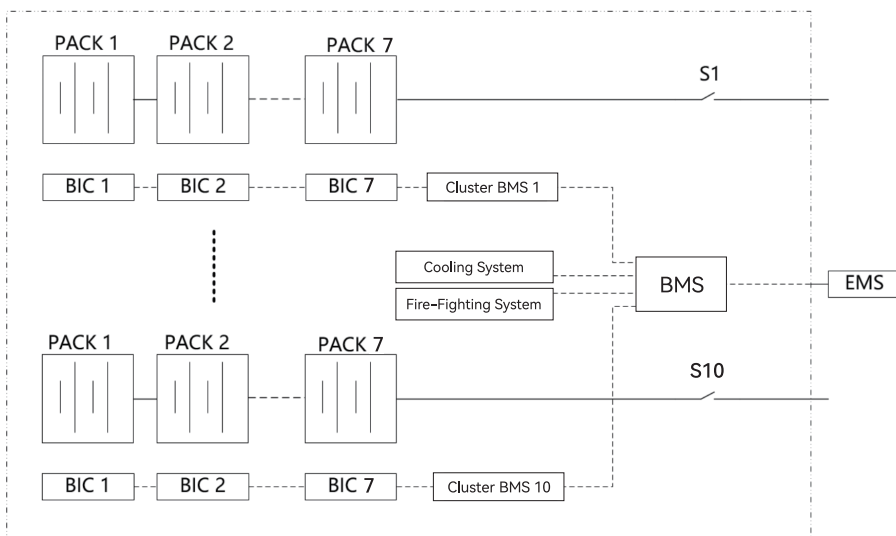 PACK 1 PACK 2 PACK 7
S1
BIC 1 BIC 2 BIC 7 Cluster BMS 1
Cooling System
Fire-Fighting System
BMS
EMS
PACK 1 PACK 2 PACK 7
S10
BIC 1 BIC 2 BIC 7 Cluster BMS 10